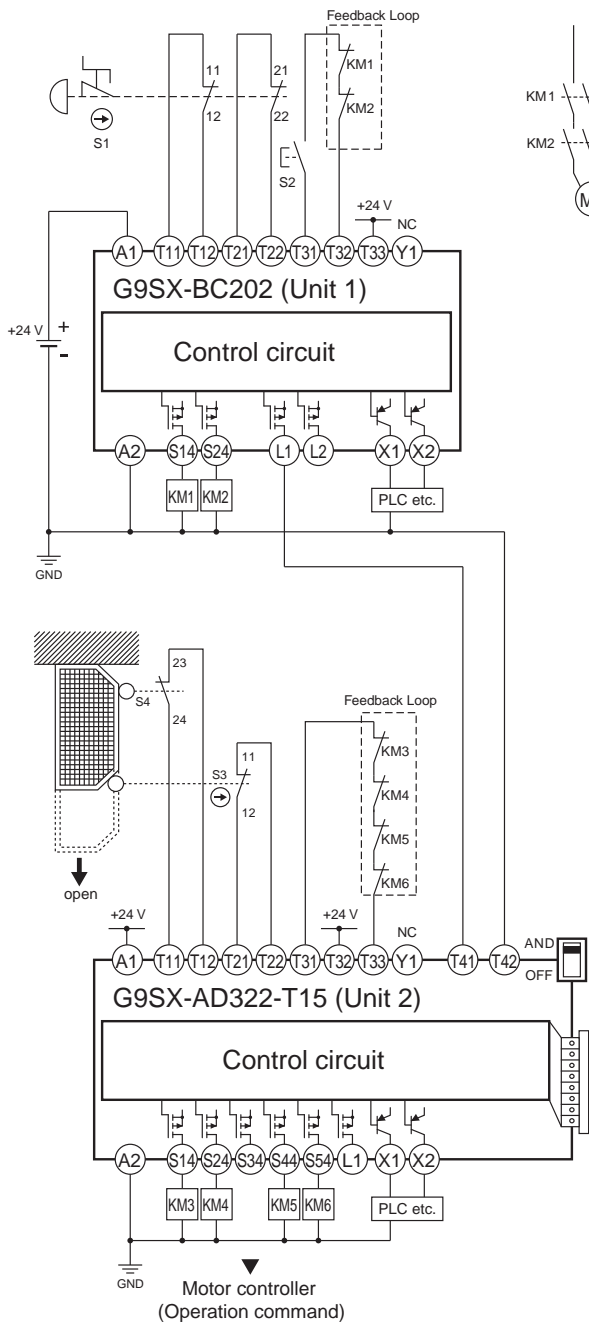 Feedback Loop
11
21
KM1
12
22
KM2
S1
S2
KM1
KM2
M
+24 V
NC
A1 T11 T12 T21 T22 T31 T32 T33 Y1
G9SX-BC202 (Unit 1)
+24 V
+
-
Control circuit
A2 S14 S24 L1 L2 X1 X2
KM1 KM2
PLC etc.
GND
23
S4
24
Feedback Loop
11
S3
12
KM3
KM4
KM5
KM6
open
+24 V
+24 V
NC
A1 T11 T12 T21 T22 T31 T32 T33 Y1 T41 T42
AND
OFF
G9SX-AD322-T15 (Unit 2)
Control circuit
A2 S14 S24 S34 S44 S54 L1 X1 X2
KM3 KM4 KM5 KM6
PLC etc.
GND
Motor controller
(Operation command)